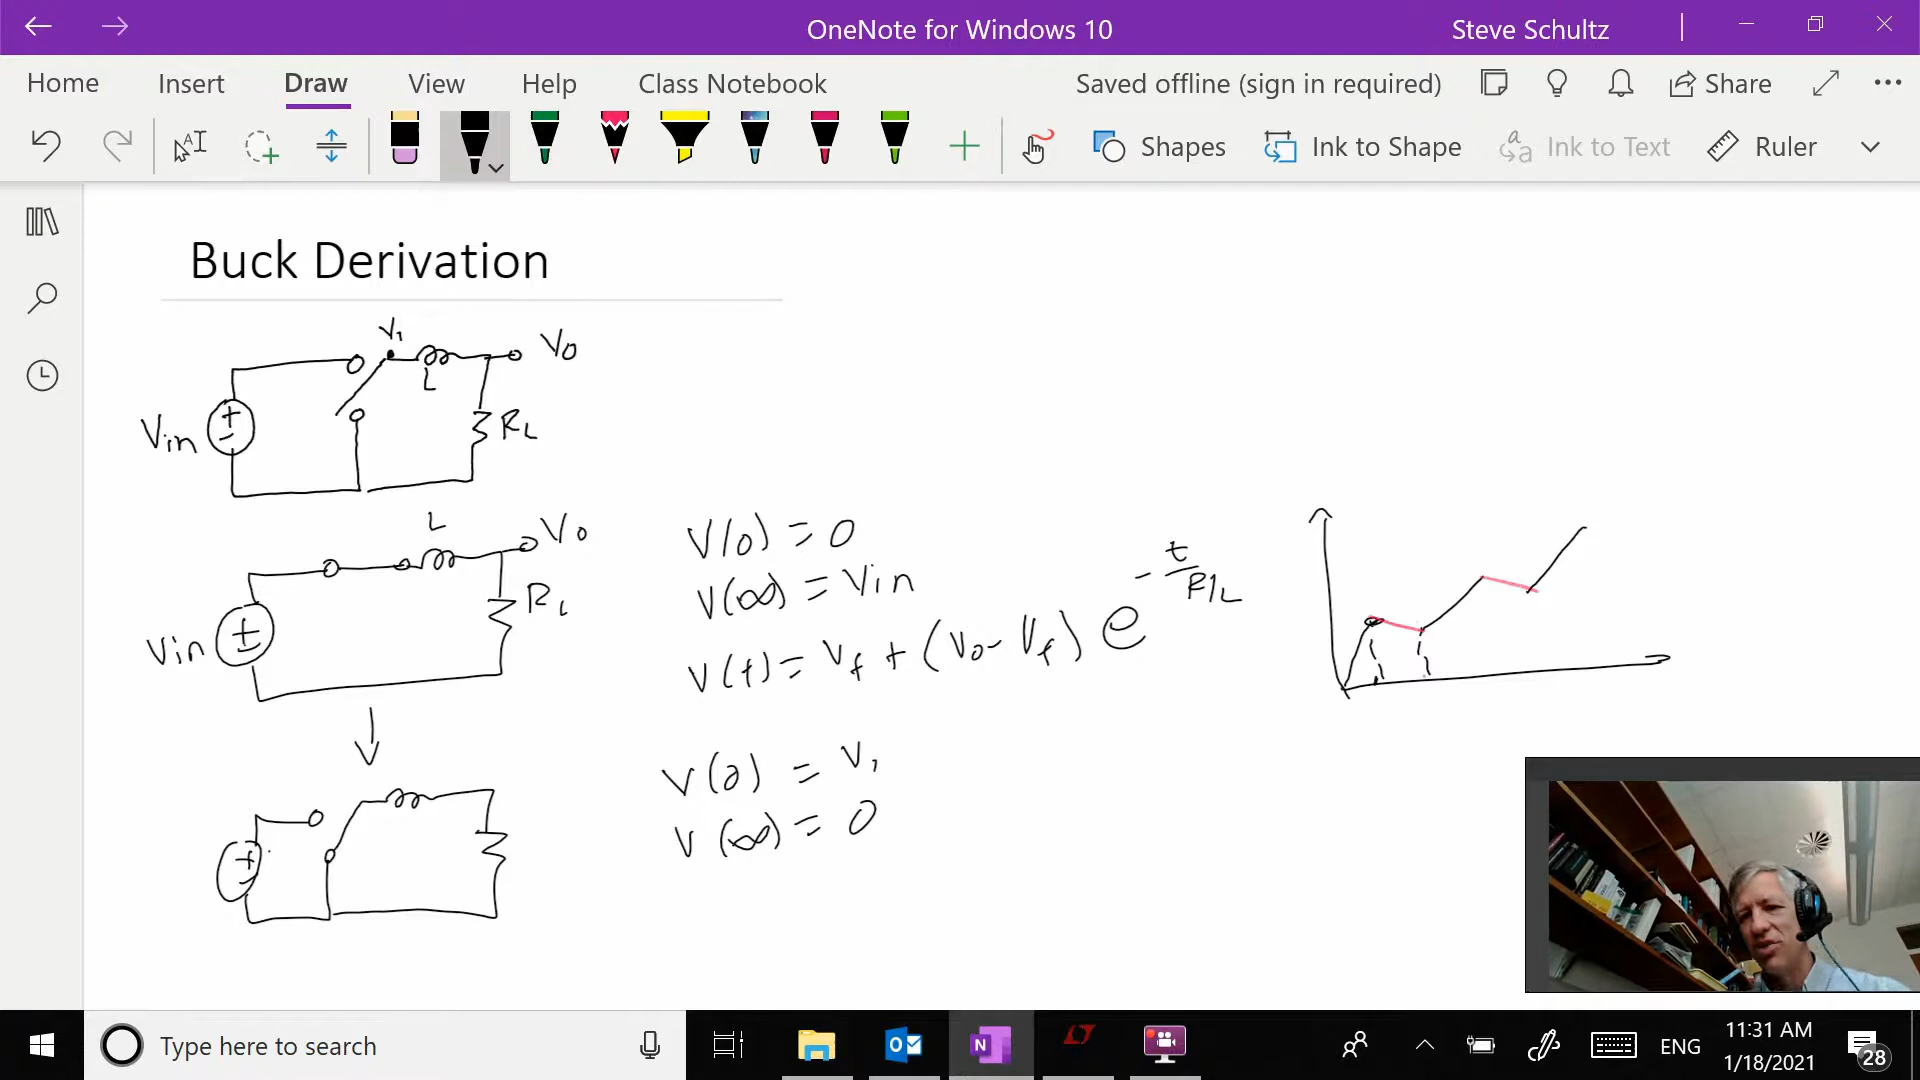 OneNote for Windows 10
Steve Schultz
Home Insert Draw View Help Class Notebook
Saved offline (sign in required)
Share
Shapes
Ink to Shape
Ink to Text
Ruler
Buck Derivation
V1
L
Vo
Vin
RL
L
Vo
Vin
RL
V(0) = 0
V(∞) = Vin
V(t) = Vf + (Vo - Vf) e^-t/R/L
V(0) = V1
V(∞) = 0
Type here to search
ENG
11:31 AM
1/18/2021
28